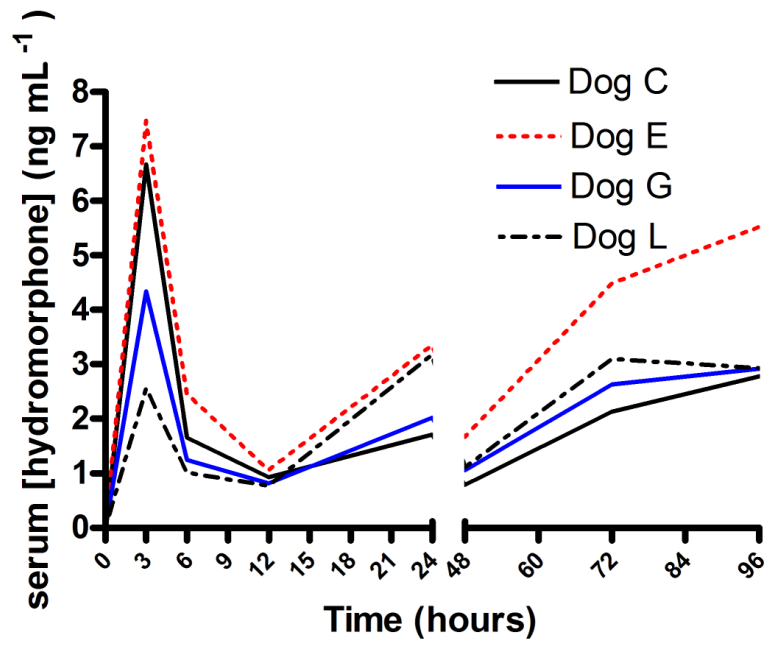 serum [hydromorphone] (ng mL -1)
8
7
6
5
4
3
2
1
0
Dog C
Dog E
Dog G
Dog L
0 3 6 9 12 15 18 21 24 48 60 72 84 96
Time (hours)